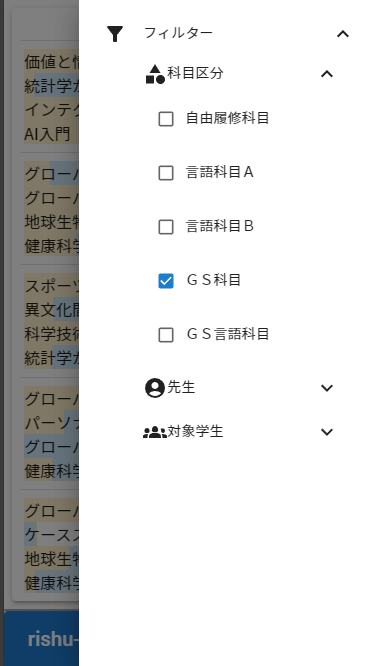 フィルター
科目区分
自由履修科目
言語科目Ａ
言語科目Ｂ
ＧＳ科目
ＧＳ言語科目
先生
対象学生
価値と
統計学
インテ
AI入門
グロー
グロー
地球生
健康科
スポー
異文化
科学技
統計学
グロー
パーソ
グロー
健康科
グロー
ケース
地球生
健康科
rishu-